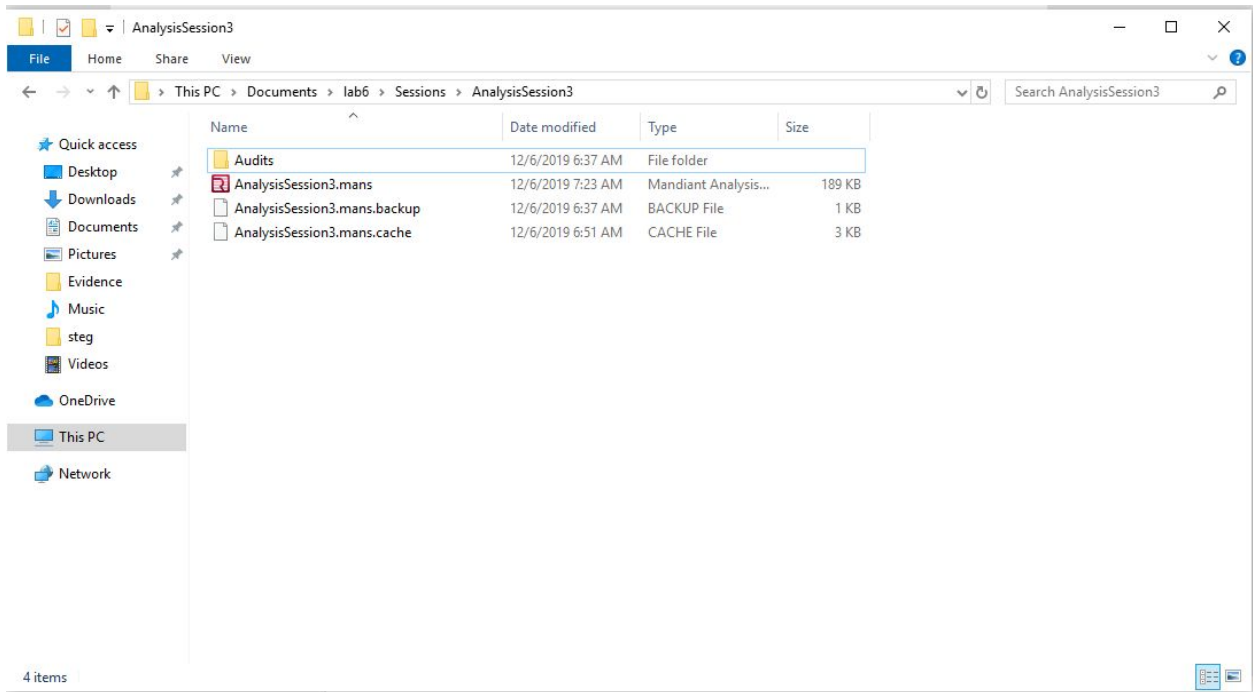 AnalysisSession3
File Home Share View
This PC > Documents > lab6 > Sessions > AnalysisSession3
Search AnalysisSession3
Name Date modified Type Size
Audits 12/6/2019 6:37 AM File folder
AnalysisSession3.mans 12/6/2019 7:23 AM Mandiant Analysis... 189 KB
AnalysisSession3.mans.backup 12/6/2019 6:37 AM BACKUP File 1 KB
AnalysisSession3.mans.cache 12/6/2019 6:51 AM CACHE File 3 KB
Quick access
Desktop
Downloads
Documents
Pictures
Evidence
Music
steg
Videos
OneDrive
This PC
Network
4 items